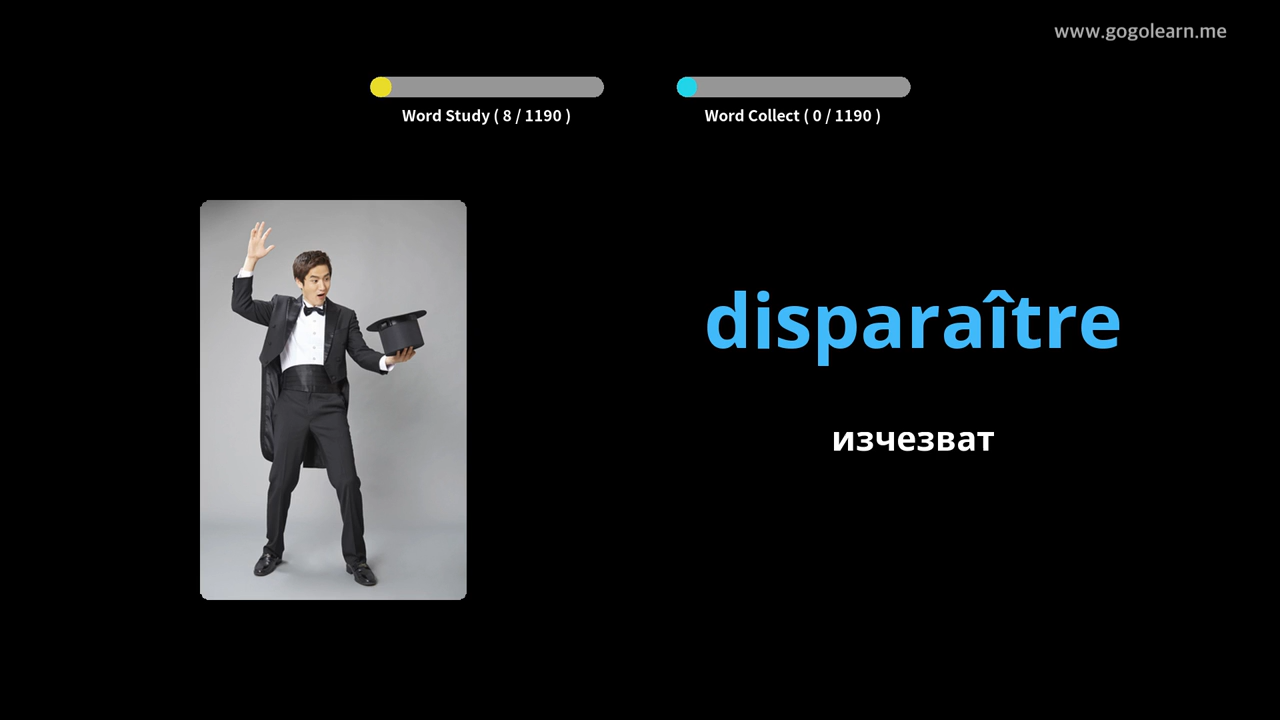 www.gogolearn.me
Word Study ( 8 / 1190 )
Word Collect ( 0 / 1190 )
disparaître
изчезват